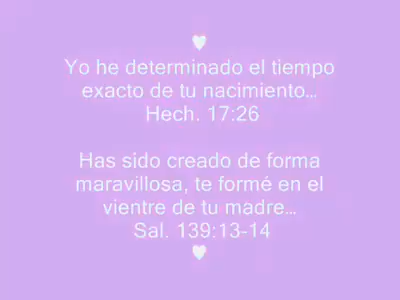 Yo he determinado el tiempo
exacto de tu nacimiento…
Hech. 17:26
Has sido creado de forma
maravillosa, te formé en el
vientre de tu madre…
Sal. 139:13-14